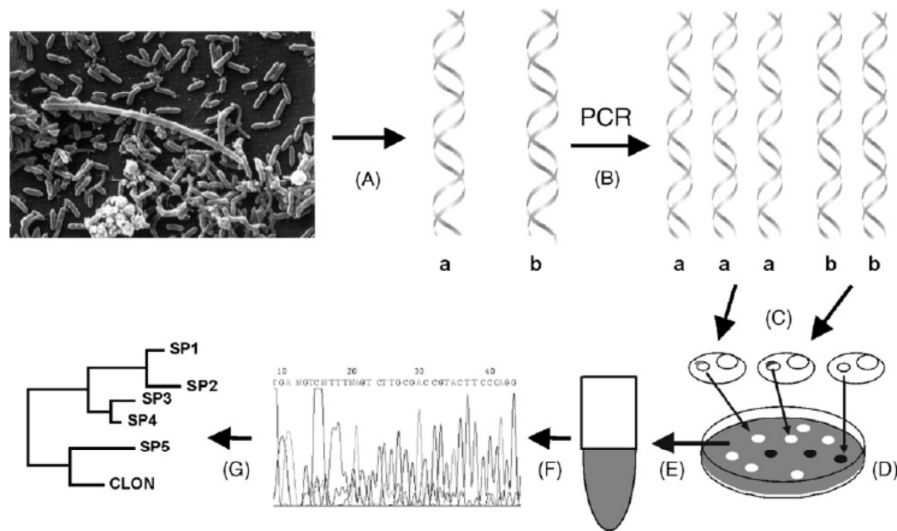 PCR
(A)
(B)
a b
a a a b b
(C)
SP1
SP2
SP3
SP4
SP5
CLON
10 20 30 40
(G)
(F)
(E)
(D)